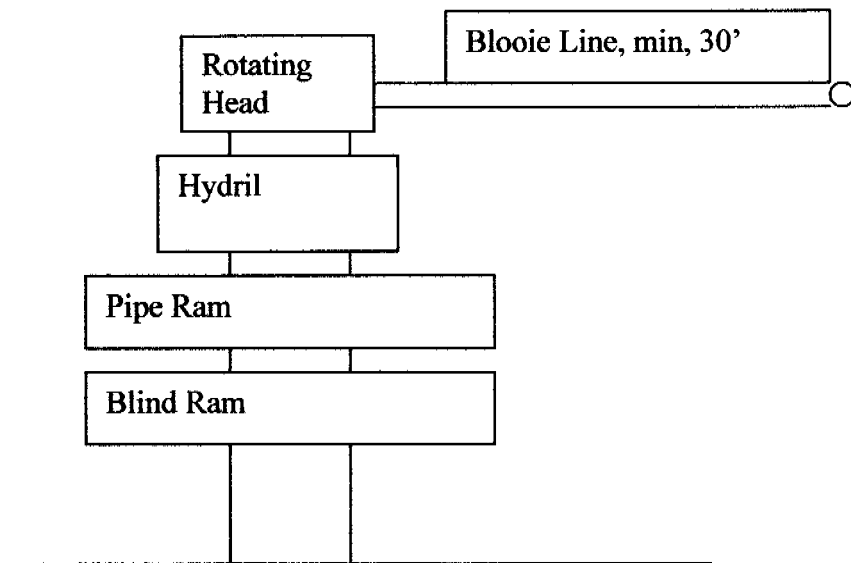 Blooie Line, min, 30’
Rotating
Head
Hydril
Pipe Ram
Blind Ram